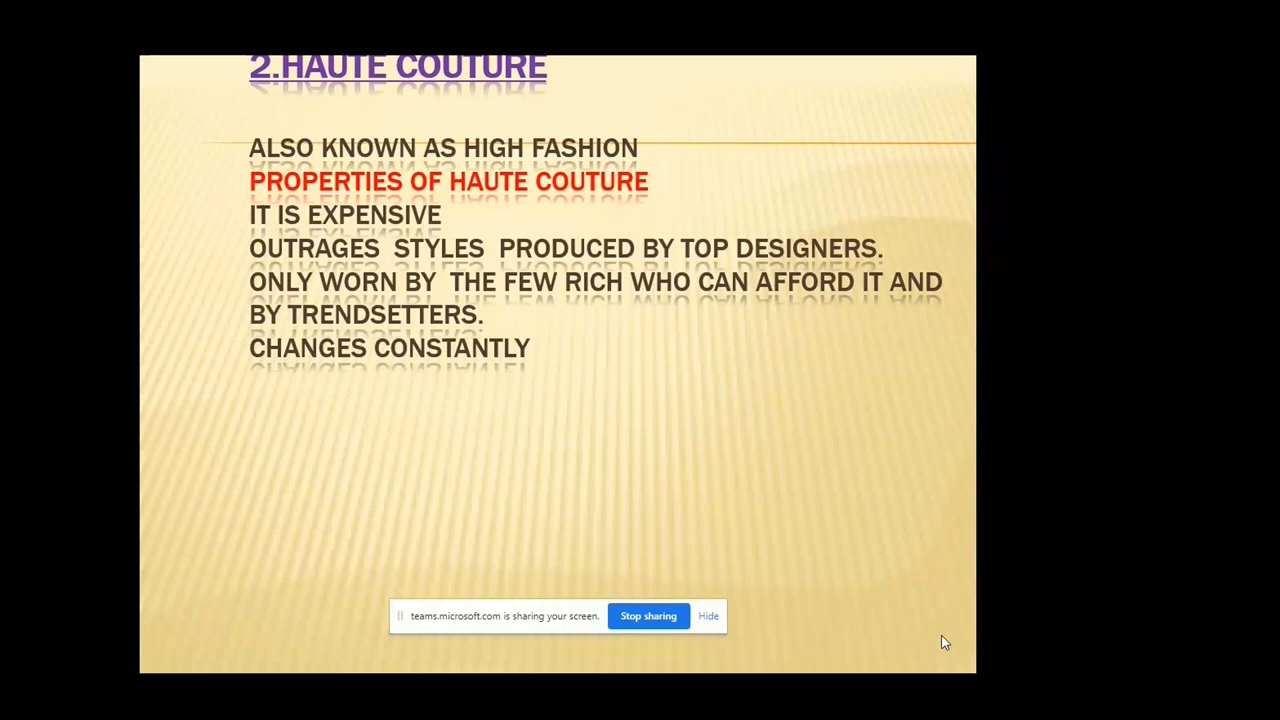 2.HAUTE COUTURE
ALSO KNOWN AS HIGH FASHION
PROPERTIES OF HAUTE COUTURE
IT IS EXPENSIVE
OUTRAGES STYLES PRODUCED BY TOP DESIGNERS.
ONLY WORN BY THE FEW RICH WHO CAN AFFORD IT AND
BY TRENDSETTERS.
CHANGES CONSTANTLY
teams.microsoft.com is sharing your screen. Stop sharing Hide